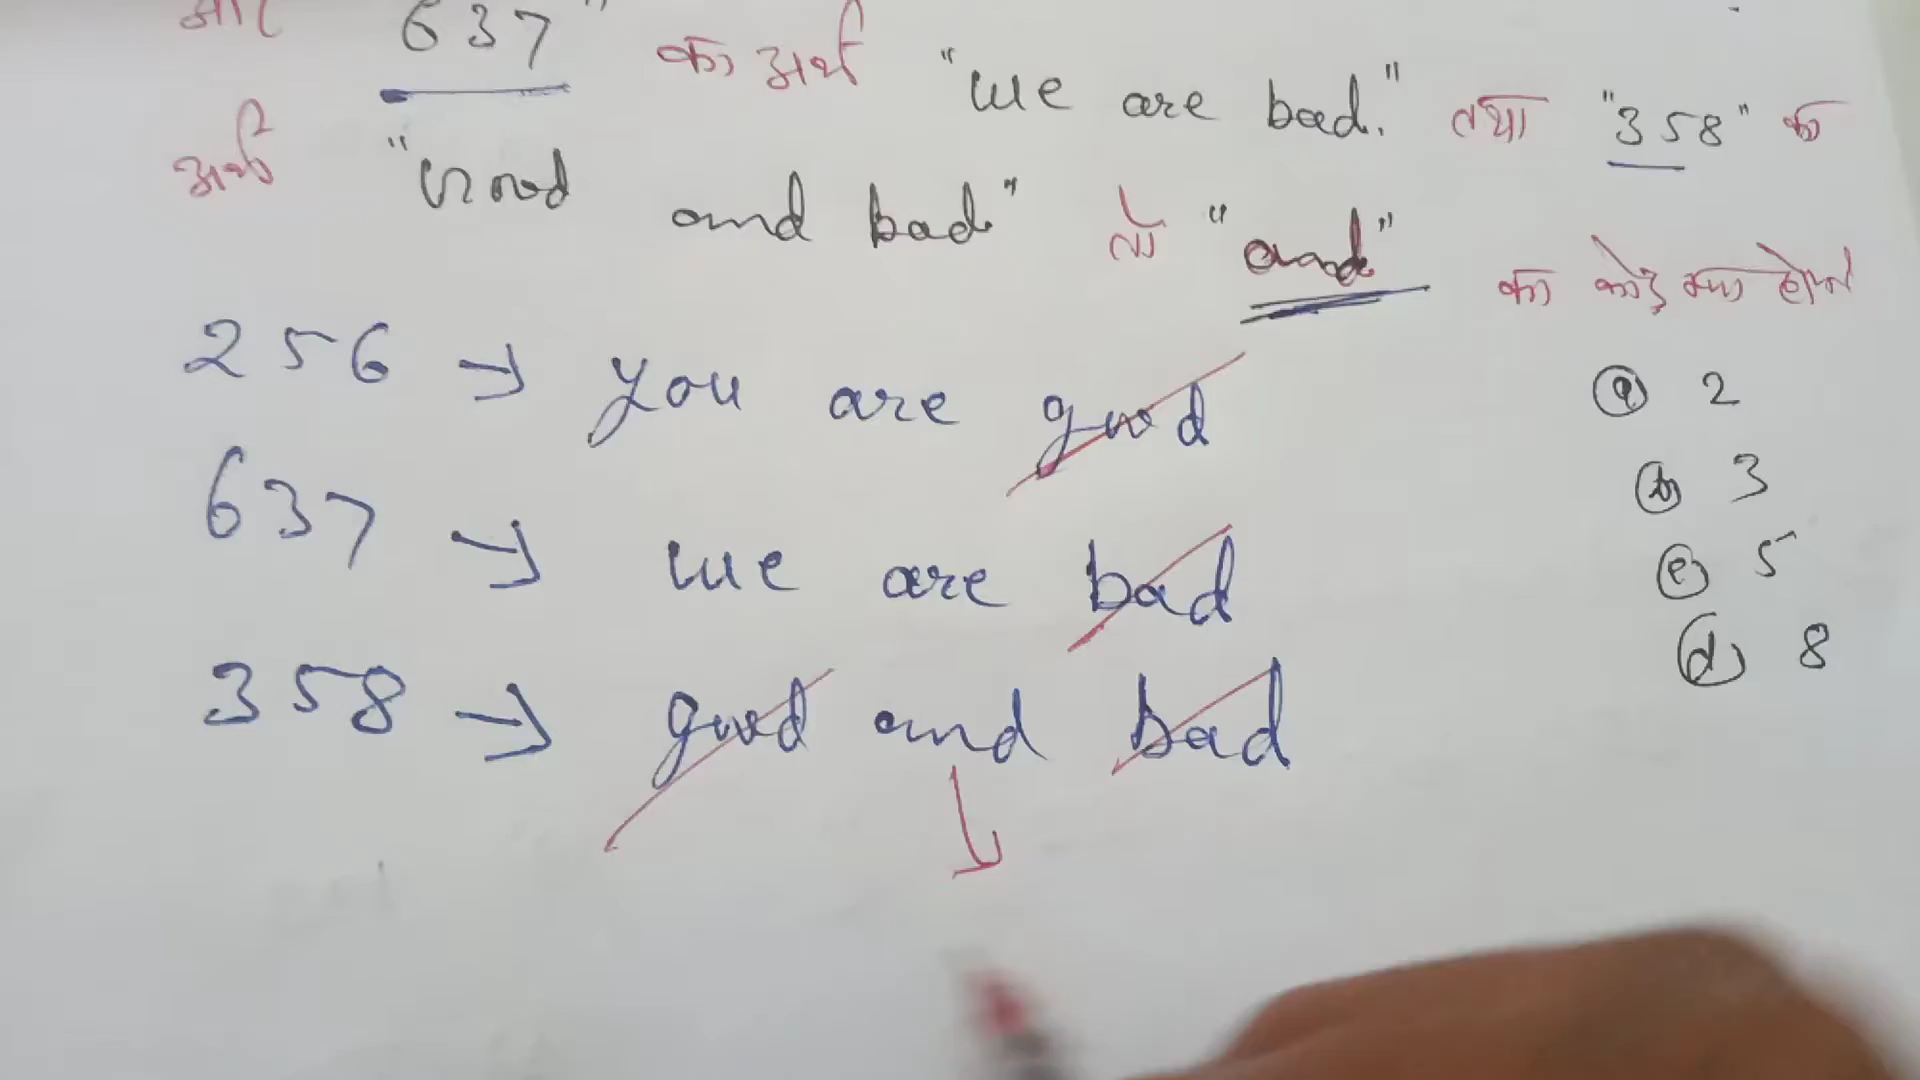 और 637" का अर्थ "we are bad." तथा "358" का
अर्थ "Good and bad" तो "and" का कोड क्या होगा
256 → you are good
637 → we are bad
358 → good and bad
(a) 2
(b) 3
(c) 5
(d) 8